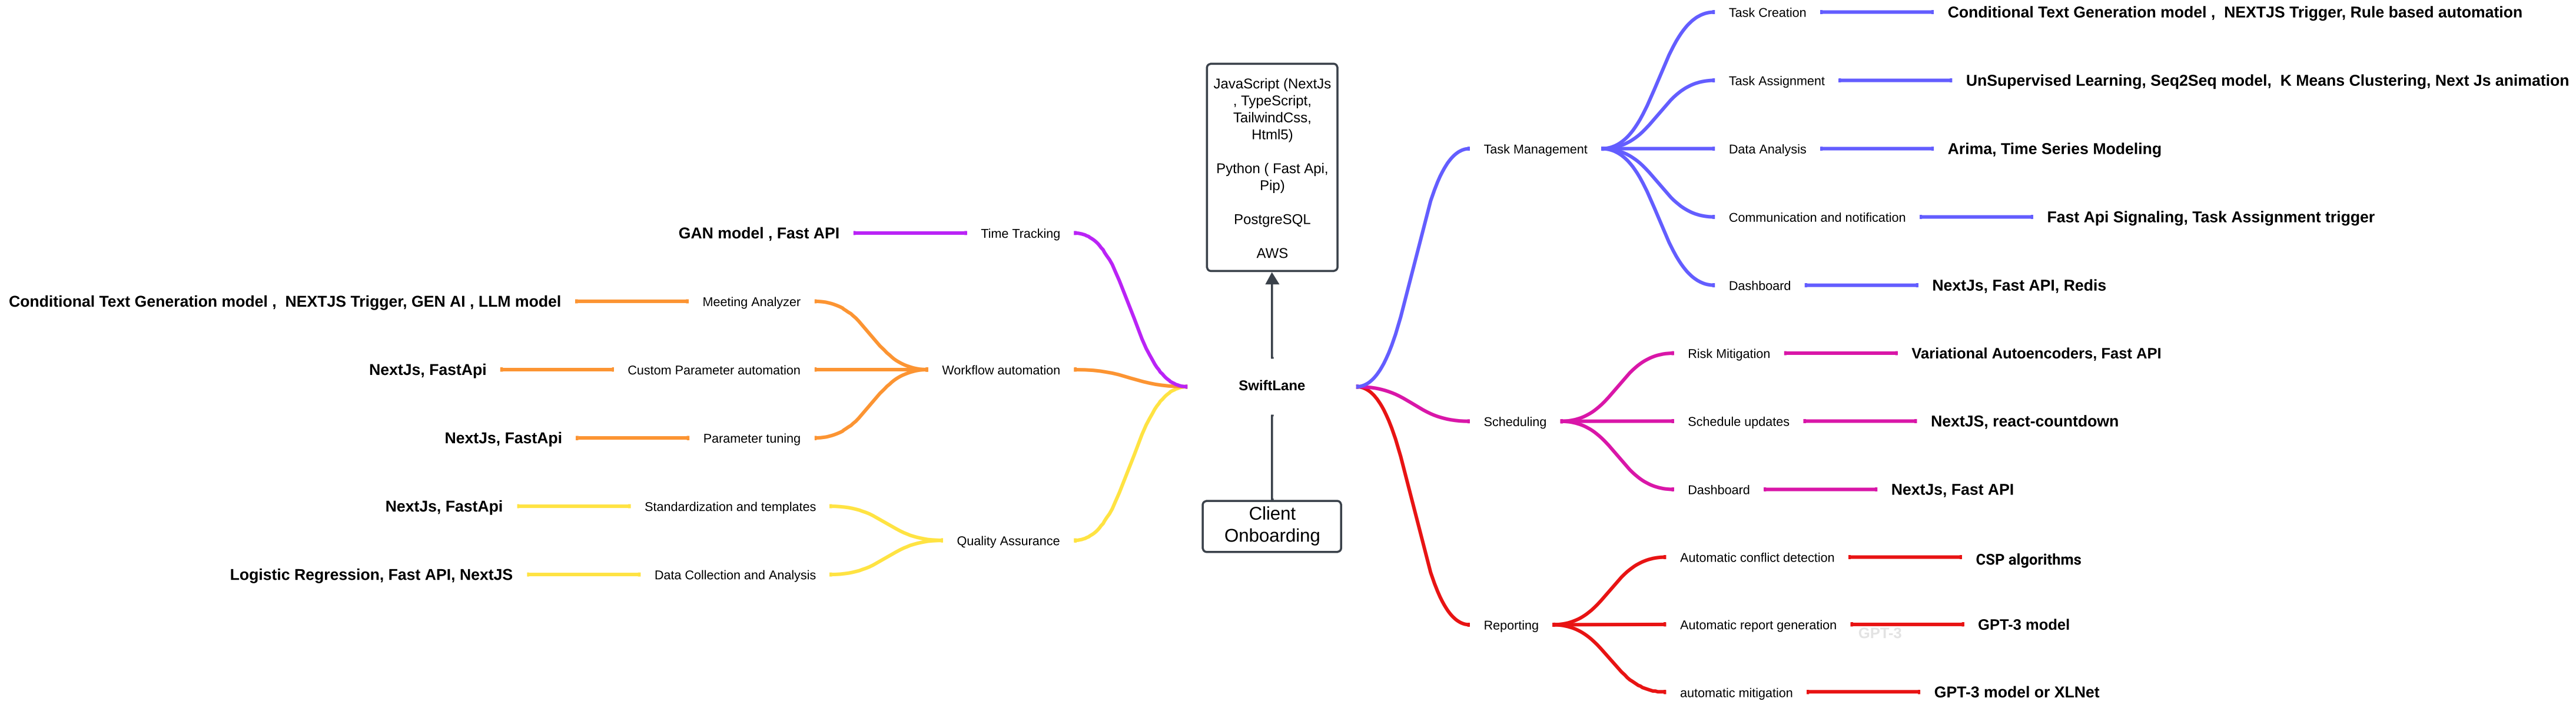 JavaScript (NextJs
, TypeScript,
TailwindCss,
Html5)
Python ( Fast Api,
Pip)
PostgreSQL
AWS
SwiftLane
Client
Onboarding
Time Tracking
GAN model , Fast API
Workflow automation
Meeting Analyzer
Conditional Text Generation model ,  NEXTJS Trigger, GEN AI , LLM model
Custom Parameter automation
NextJs, FastApi
Parameter tuning
NextJs, FastApi
Quality Assurance
Standardization and templates
NextJs, FastApi
Data Collection and Analysis
Logistic Regression, Fast API, NextJS
Task Management
Task Creation
Conditional Text Generation model ,  NEXTJS Trigger, Rule based automation
Task Assignment
UnSupervised Learning, Seq2Seq model,  K Means Clustering, Next Js animation
Data Analysis
Arima, Time Series Modeling
Communication and notification
Fast Api Signaling, Task Assignment trigger
Dashboard
NextJs, Fast API, Redis
Scheduling
Risk Mitigation
Variational Autoencoders, Fast API
Schedule updates
NextJS, react-countdown
Dashboard
NextJs, Fast API
Reporting
Automatic conflict detection
CSP algorithms
Automatic report generation
GPT-3
GPT-3 model
automatic mitigation
GPT-3 model or XLNet